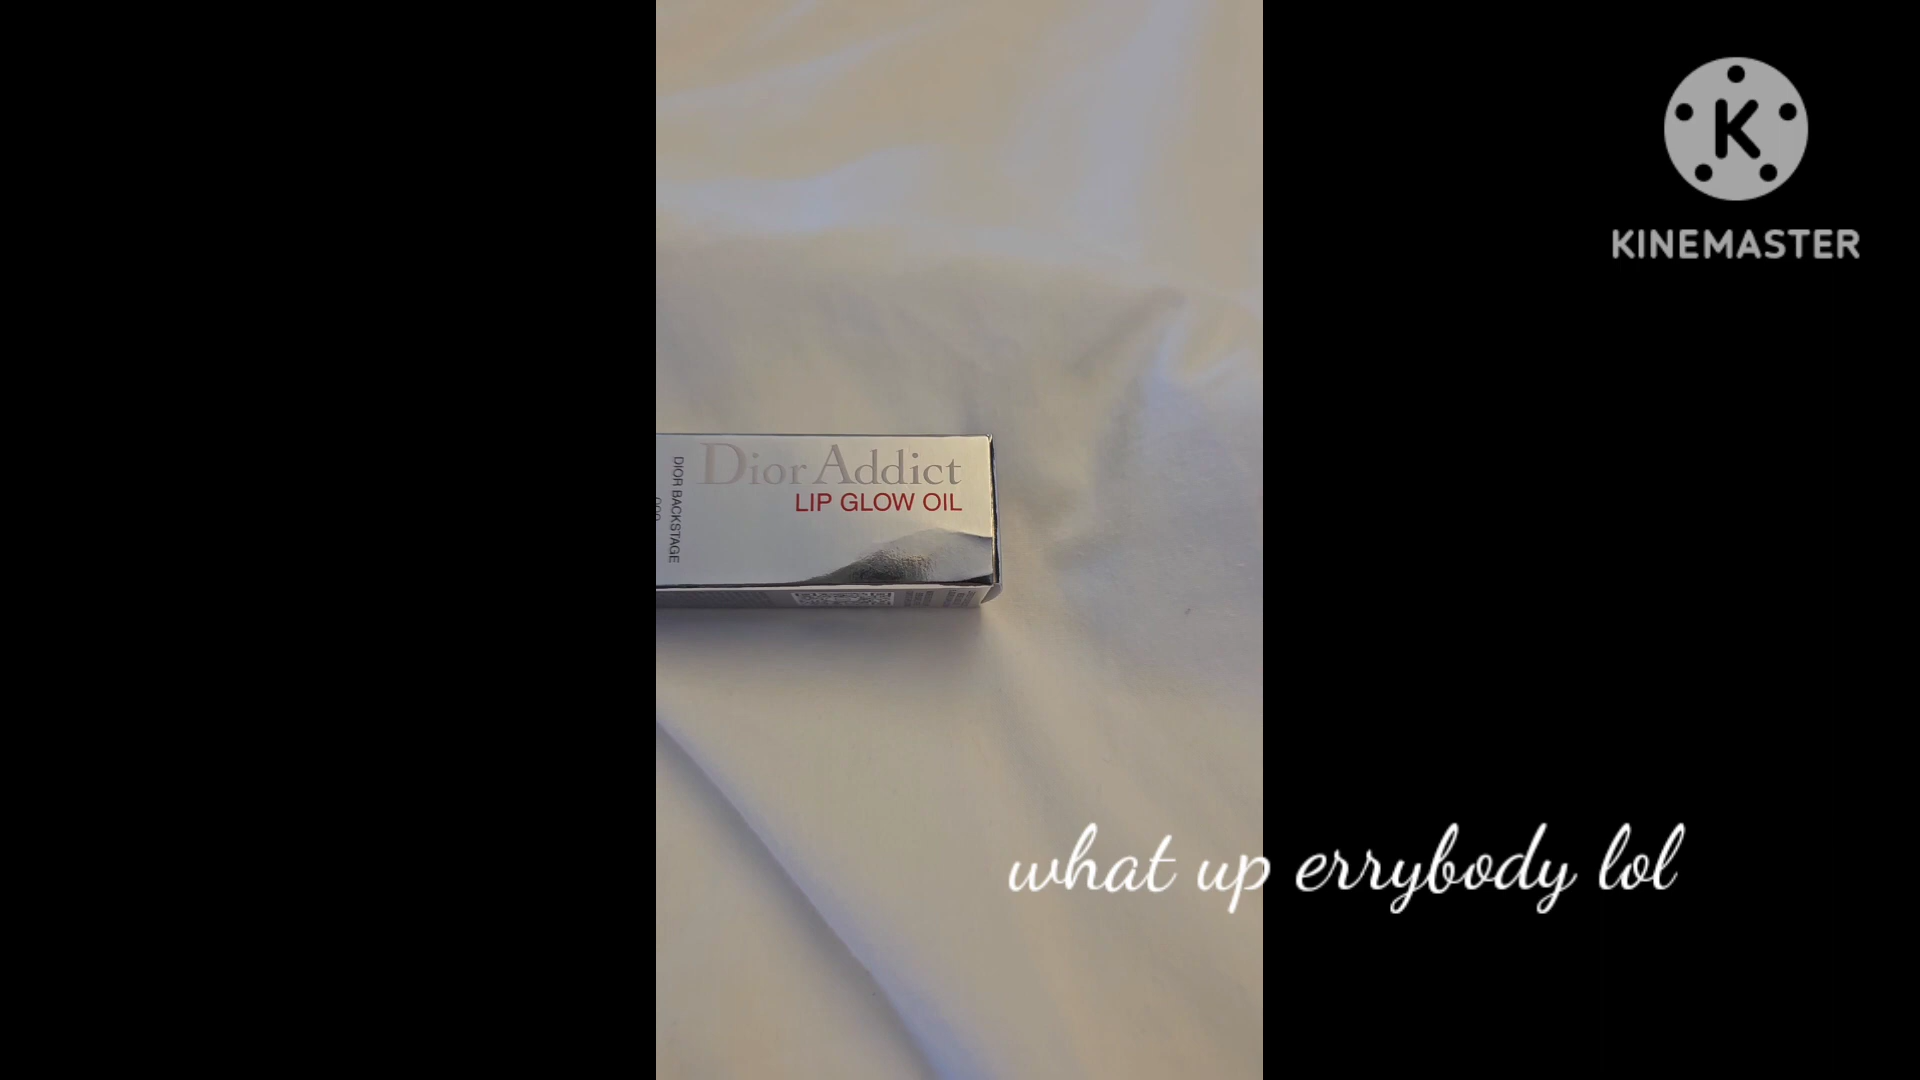 K
KINEMASTER
Dior Addict
LIP GLOW OIL
DIOR BACKSTAGE
what up errybody lol